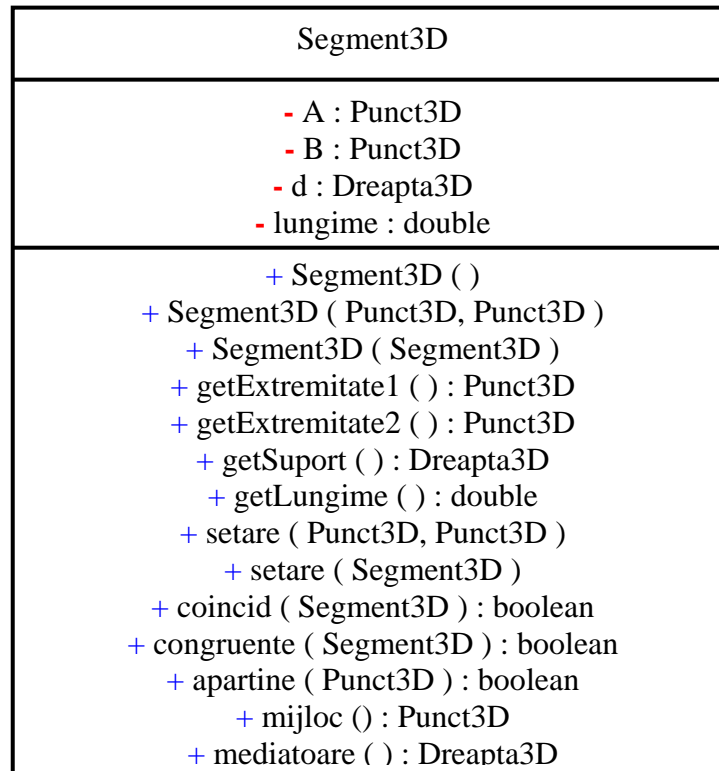 Segment3D
- A : Punct3D
- B : Punct3D
- d : Dreapta3D
- lungime : double
+ Segment3D ( )
+ Segment3D ( Punct3D, Punct3D )
+ Segment3D ( Segment3D )
+ getExtremitate1 ( ) : Punct3D
+ getExtremitate2 ( ) : Punct3D
+ getSuport ( ) : Dreapta3D
+ getLungime ( ) : double
+ setare ( Punct3D, Punct3D )
+ setare ( Segment3D )
+ coincid ( Segment3D ) : boolean
+ congruente ( Segment3D ) : boolean
+ apartine ( Punct3D ) : boolean
+ mijloc () : Punct3D
+ mediatoare ( ) : Dreapta3D